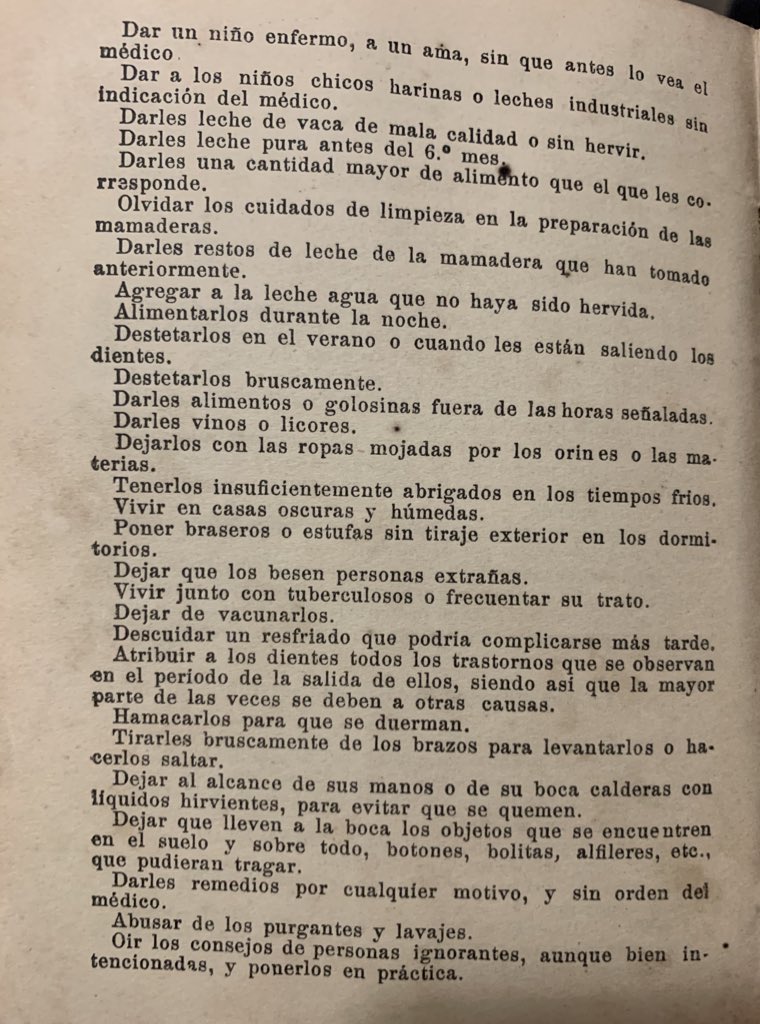 Dar un niño enfermo, a un ama, sin que antes lo vea el
médico.
Dar a los niños chicos harinas o leches industriales sin
indicación del médico.
Darles leche de vaca de mala calidad o sin hervir.
Darles leche pura antes del 6.º mes.
Darles una cantidad mayor de alimento que el que les co-
rresponde.
Olvidar los cuidados de limpieza en la preparación de las
mamaderas.
Darles restos de leche de la mamadera que han tomado
anteriormente.
Agregar a la leche agua que no haya sido hervida.
Alimentarlos durante la noche.
Destetarlos en el verano o cuando les están saliendo los
dientes.
Destetarlos bruscamente.
Darles alimentos o golosinas fuera de las horas señaladas.
Darles vinos o licores.
Dejarlos con las ropas mojadas por los orines o las ma-
terias.
Tenerlos insuficientemente abrigados en los tiempos frios.
Vivir en casas oscuras y húmedas.
Poner braseros o estufas sin tiraje exterior en los dormi-
torios.
Dejar que los besen personas extrañas.
Vivir junto con tuberculosos o frecuentar su trato.
Dejar de vacunarlos.
Descuidar un resfriado que podría complicarse más tarde.
Atribuir a los dientes todos los trastornos que se observan
en el período de la salida de ellos, siendo así que la mayor
parte de las veces se deben a otras causas.
Hamacarlos para que se duerman.
Tirarles bruscamente de los brazos para levantarlos o ha-
cerlos saltar.
Dejar al alcance de sus manos o de su boca calderas con
líquidos hirvientes, para evitar que se quemen.
Dejar que lleven a la boca los objetos que se encuentren
en el suelo y sobre todo, botones, bolitas, alfileres, etc.,
que pudieran tragar.
Darles remedios por cualquier motivo, y sin orden del
médico.
Abusar de los purgantes y lavajes.
Oir los consejos de personas ignorantes, aunque bien in-
tencionadas, y ponerlos en práctica.